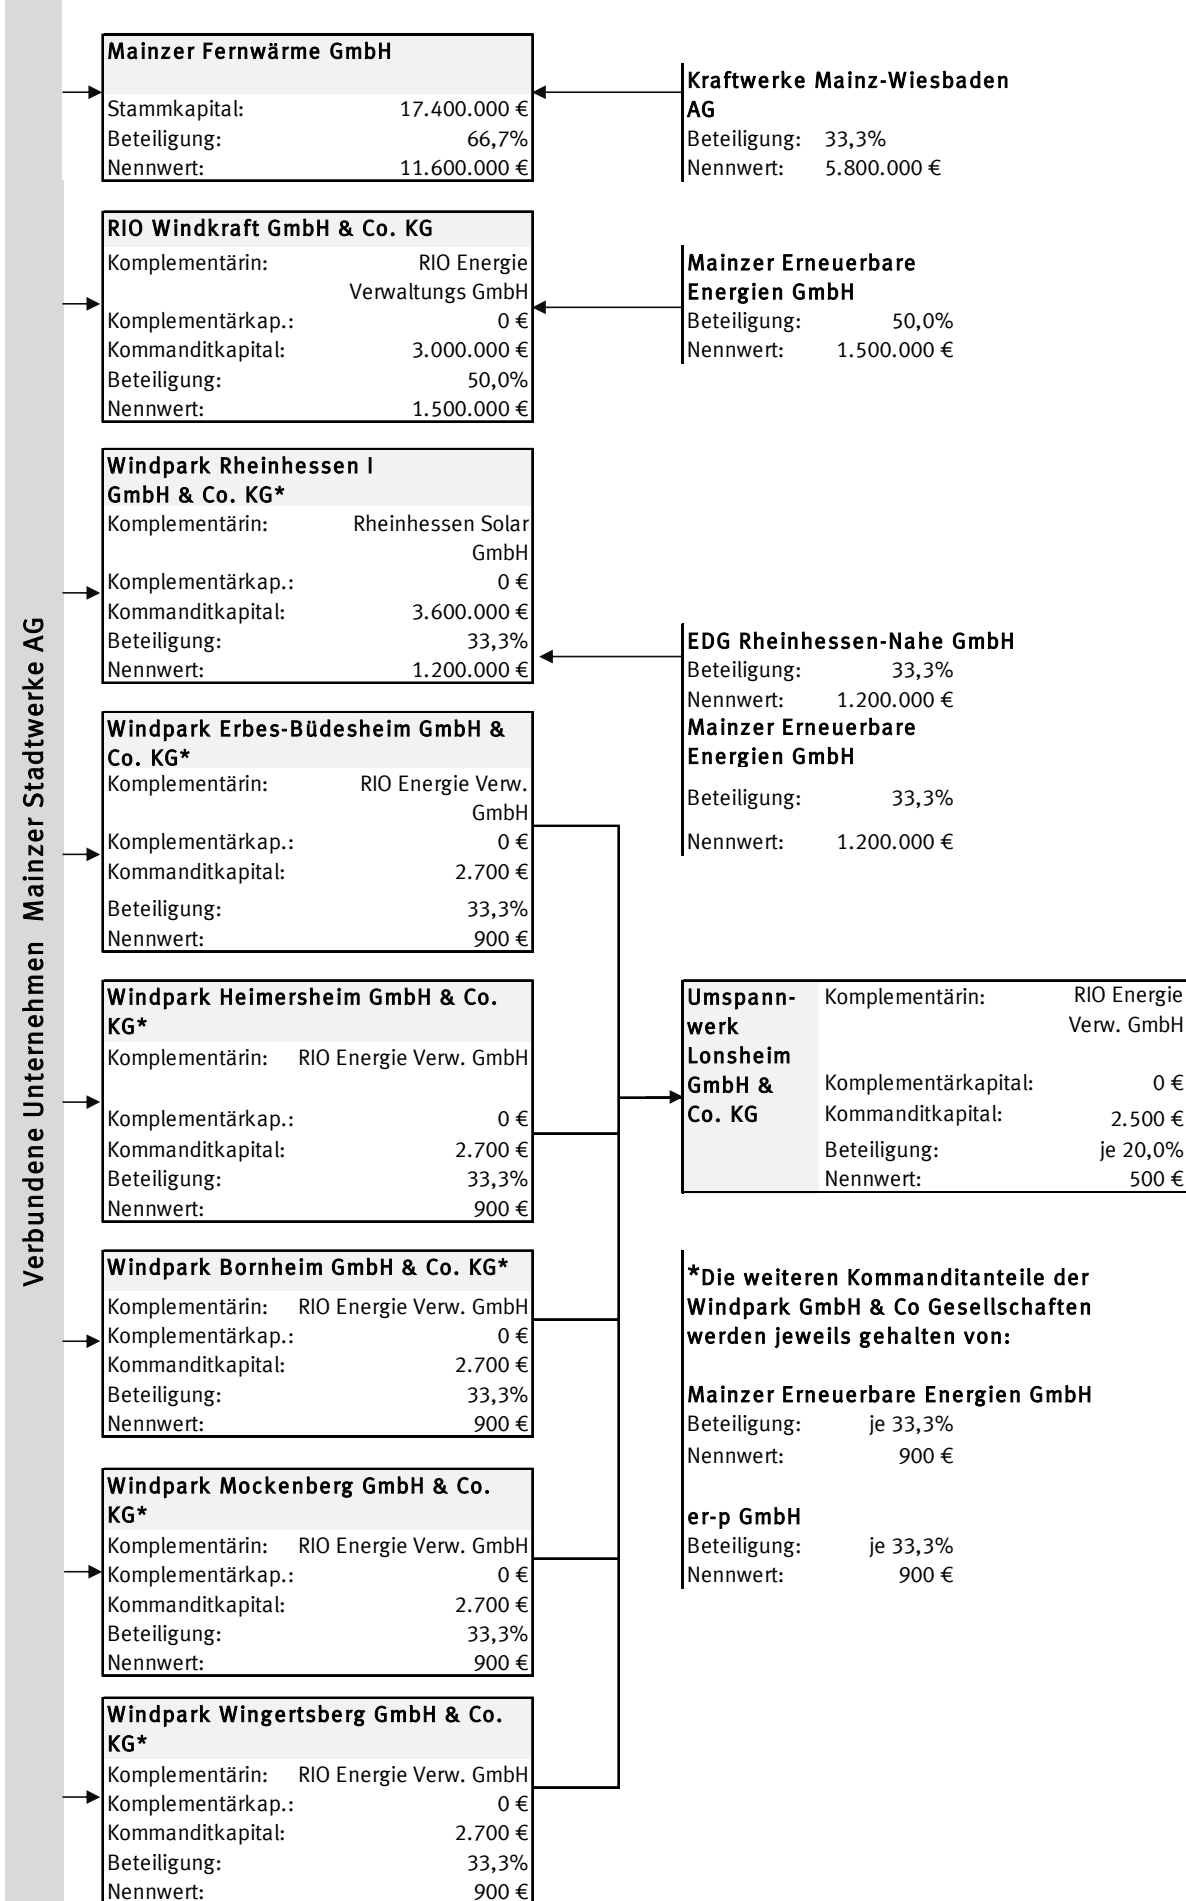 Verbundene Unternehmen Mainzer Stadtwerke AG
Mainzer Fernwärme GmbH
Stammkapital: 17.400.000 €
Beteiligung: 66,7%
Nennwert: 11.600.000 €
Kraftwerke Mainz-Wiesbaden
AG
Beteiligung: 33,3%
Nennwert: 5.800.000 €
RIO Windkraft GmbH & Co. KG
Komplementärin: RIO Energie
Verwaltungs GmbH
Komplementärkap.: 0 €
Kommanditkapital: 3.000.000 €
Beteiligung: 50,0%
Nennwert: 1.500.000 €
Mainzer Erneuerbare
Energien GmbH
Beteiligung: 50,0%
Nennwert: 1.500.000 €
Windpark Rheinhessen I
GmbH & Co. KG*
Komplementärin: Rheinhessen Solar
GmbH
Komplementärkap.: 0 €
Kommanditkapital: 3.600.000 €
Beteiligung: 33,3%
Nennwert: 1.200.000 €
EDG Rheinhessen-Nahe GmbH
Beteiligung: 33,3%
Nennwert: 1.200.000 €
Mainzer Erneuerbare
Energien GmbH
Beteiligung: 33,3%
Nennwert: 1.200.000 €
Windpark Erbes-Büdesheim GmbH &
Co. KG*
Komplementärin: RIO Energie Verw.
GmbH
Komplementärkap.: 0 €
Kommanditkapital: 2.700 €
Beteiligung: 33,3%
Nennwert: 900 €
Windpark Heimersheim GmbH & Co.
KG*
Komplementärin: RIO Energie Verw. GmbH
Komplementärkap.: 0 €
Kommanditkapital: 2.700 €
Beteiligung: 33,3%
Nennwert: 900 €
Umspann-
werk
Lonsheim
GmbH &
Co. KG
Komplementärin: RIO Energie
Verw. GmbH
Komplementärkapital: 0 €
Kommanditkapital: 2.500 €
Beteiligung: je 20,0%
Nennwert: 500 €
Windpark Bornheim GmbH & Co. KG*
Komplementärin: RIO Energie Verw. GmbH
Komplementärkap.: 0 €
Kommanditkapital: 2.700 €
Beteiligung: 33,3%
Nennwert: 900 €
*Die weiteren Kommanditanteile der
Windpark GmbH & Co Gesellschaften
werden jeweils gehalten von:
Mainzer Erneuerbare Energien GmbH
Beteiligung: je 33,3%
Nennwert: 900 €
er-p GmbH
Beteiligung: je 33,3%
Nennwert: 900 €
Windpark Mockenberg GmbH & Co.
KG*
Komplementärin: RIO Energie Verw. GmbH
Komplementärkap.: 0 €
Kommanditkapital: 2.700 €
Beteiligung: 33,3%
Nennwert: 900 €
Windpark Wingertsberg GmbH & Co.
KG*
Komplementärin: RIO Energie Verw. GmbH
Komplementärkap.: 0 €
Kommanditkapital: 2.700 €
Beteiligung: 33,3%
Nennwert: 900 €